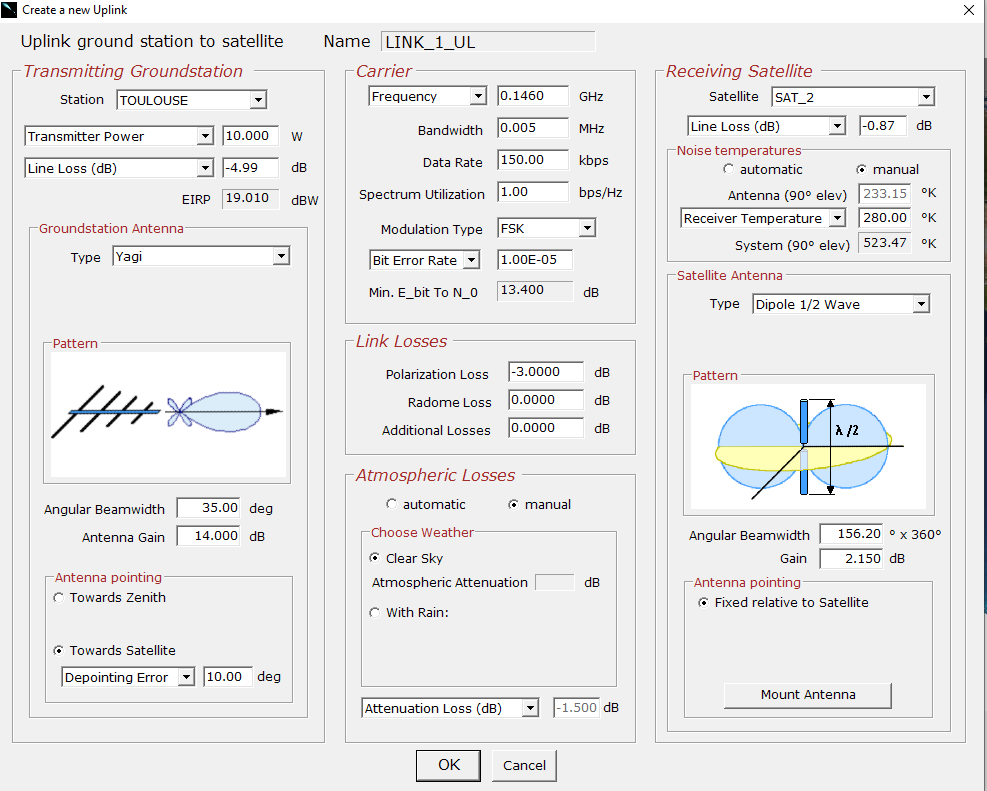 Create a new Uplink
Uplink ground station to satellite Name LINK_1_UL
Transmitting Groundstation
Station TOULOUSE
Transmitter Power 10.000 W
Line Loss (dB) -4.99 dB
EIRP 19.010 dBW
Groundstation Antenna
Type Yagi
Pattern
Angular Beamwidth 35.00 deg
Antenna Gain 14.000 dB
Antenna pointing
Towards Zenith
Towards Satellite
Depointing Error 10.00 deg
Carrier
Frequency 0.1460 GHz
Bandwidth 0.005 MHz
Data Rate 150.00 kbps
Spectrum Utilization 1.00 bps/Hz
Modulation Type FSK
Bit Error Rate 1.00E-05
Min. E_bit To N_0 13.400 dB
Link Losses
Polarization Loss -3.0000 dB
Radome Loss 0.0000 dB
Additional Losses 0.0000 dB
Atmospheric Losses
automatic manual
Choose Weather
Clear Sky
Atmospheric Attenuation dB
With Rain:
Attenuation Loss (dB) -1.500 dB
Receiving Satellite
Satellite SAT_2
Line Loss (dB) -0.87 dB
Noise temperatures
automatic manual
Antenna (90° elev) 233.15 °K
Receiver Temperature 280.00 °K
System (90° elev) 523.47 °K
Satellite Antenna
Type Dipole 1/2 Wave
Pattern
λ /2
Angular Beamwidth 156.20 ° x 360°
Gain 2.150 dB
Antenna pointing
Fixed relative to Satellite
Mount Antenna
OK Cancel